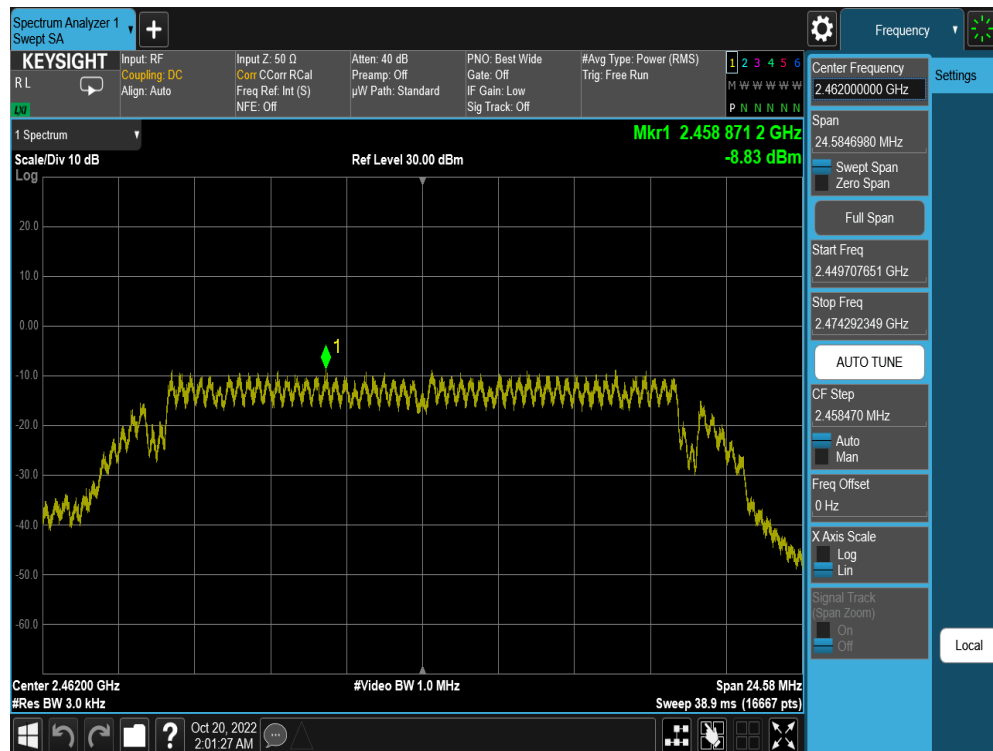 Spectrum Analyzer 1
Swept SA
Frequency
KEYSIGHT
R L
LXI
Input: RF
Coupling: DC
Align: Auto
Input Z: 50 Ω
Corr CCorr RCal
Freq Ref: Int (S)
NFE: Off
Atten: 40 dB
Preamp: Off
µW Path: Standard
PNO: Best Wide
Gate: Off
IF Gain: Low
Sig Track: Off
#Avg Type: Power (RMS)
Trig: Free Run
1 2 3 4 5 6
M W W W W W
P N N N N N
1 Spectrum
Scale/Div 10 dB
Log
Ref Level 30.00 dBm
Mkr1 2.458 871 2 GHz
-8.83 dBm
20.0
10.0
0.00
-10.0
-20.0
-30.0
-40.0
-50.0
-60.0
1
Center 2.46200 GHz
#Res BW 3.0 kHz
#Video BW 1.0 MHz
Span 24.58 MHz
Sweep 38.9 ms (16667 pts)
Oct 20, 2022
2:01:27 AM
?
Center Frequency
2.462000000 GHz
Span
24.5846980 MHz
Swept Span
Zero Span
Full Span
Start Freq
2.449707651 GHz
Stop Freq
2.474292349 GHz
AUTO TUNE
CF Step
2.458470 MHz
Auto
Man
Freq Offset
0 Hz
X Axis Scale
Log
Lin
Signal Track
(Span Zoom)
On
Off
Settings
Local